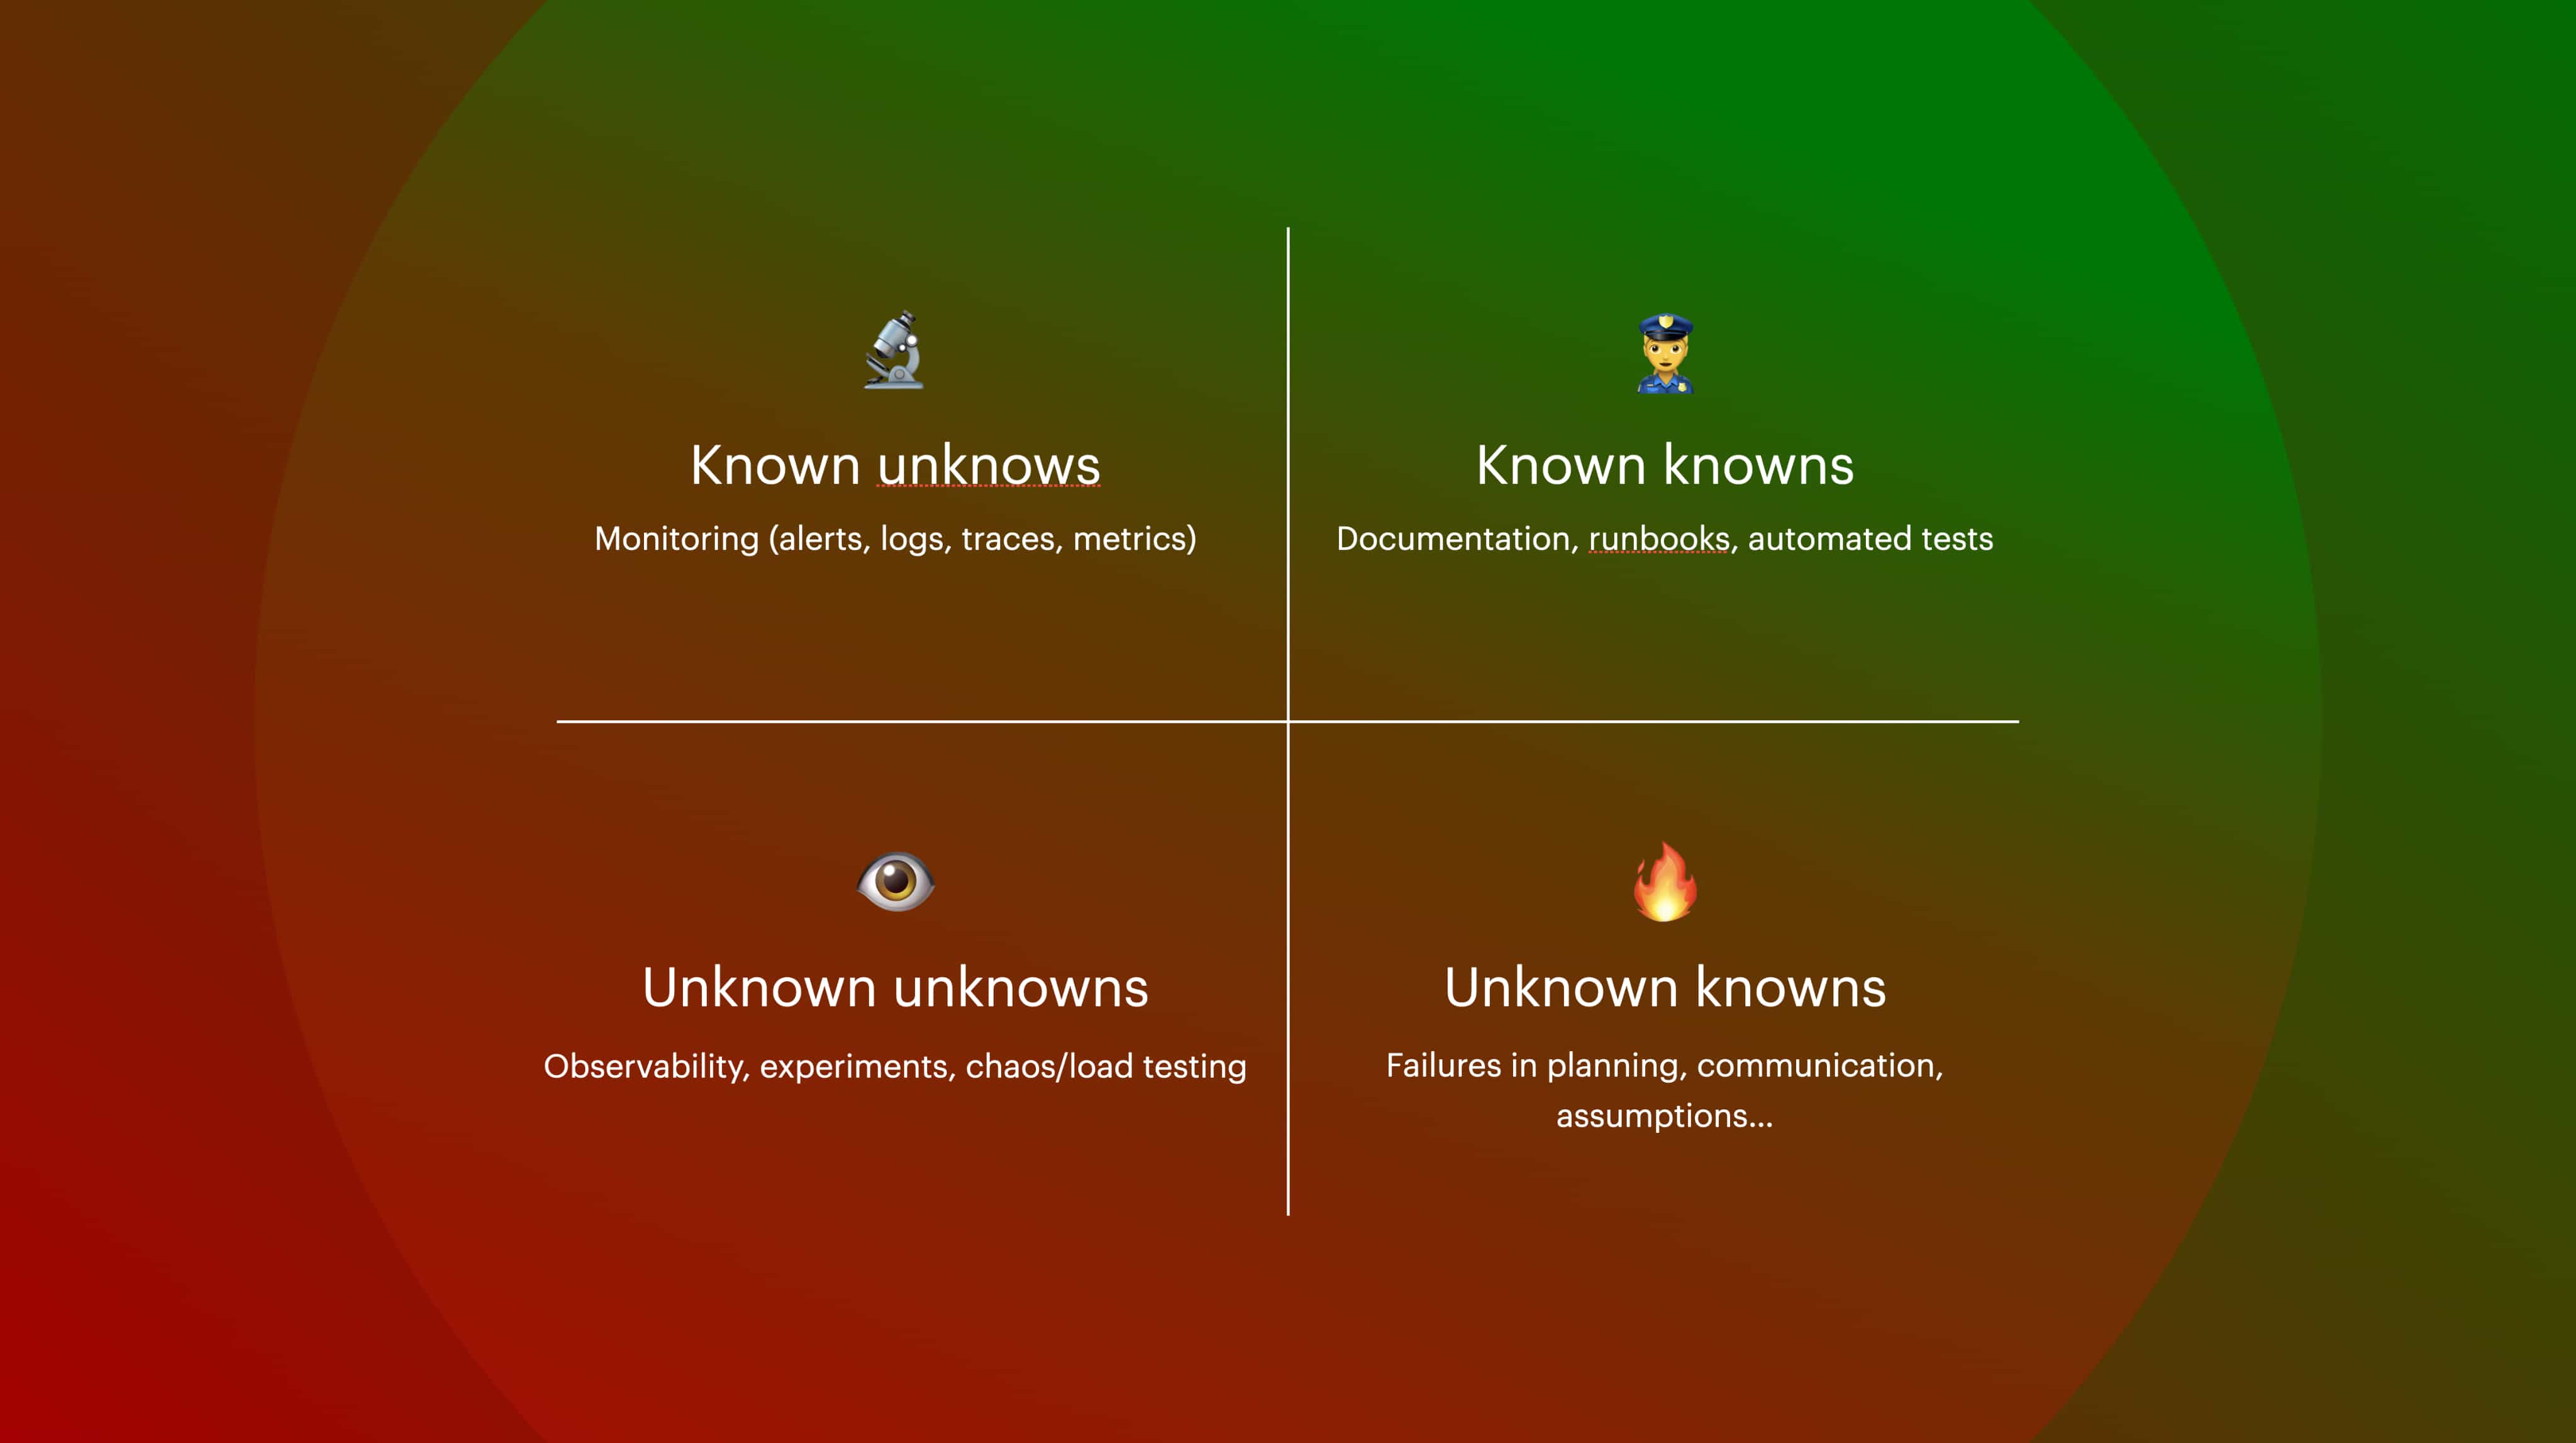 Known unknows
Monitoring (alerts, logs, traces, metrics)
Known knowns
Documentation, runbooks, automated tests
Unknown unknowns
Observability, experiments, chaos/load testing
Unknown knowns
Failures in planning, communication,
assumptions...